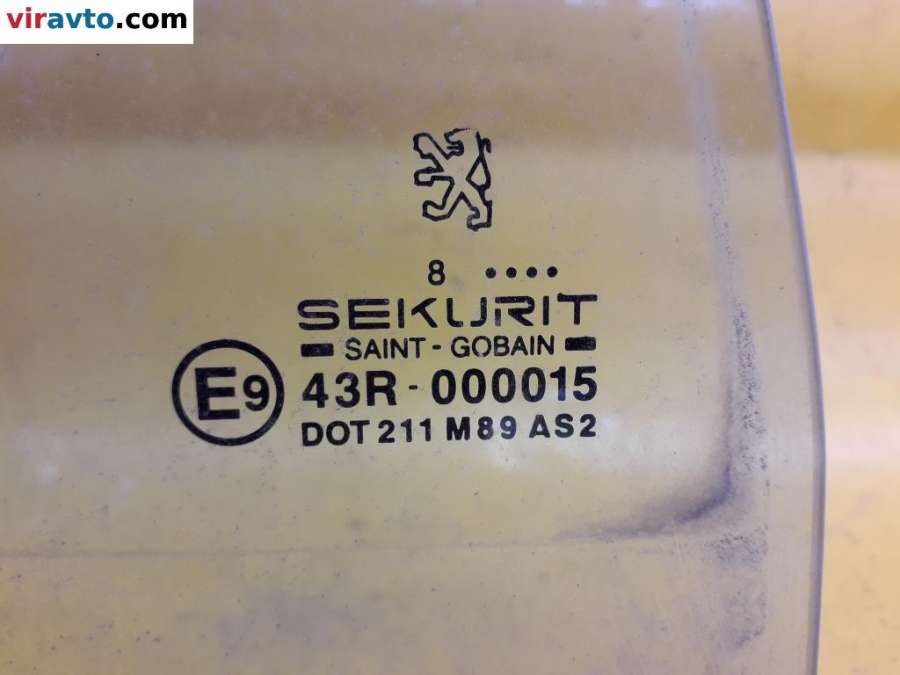 viravto.com
8 ••••
SEKURIT
SAINT - GOBAIN
E9
43R - 000015
DOT 211 M89 AS2